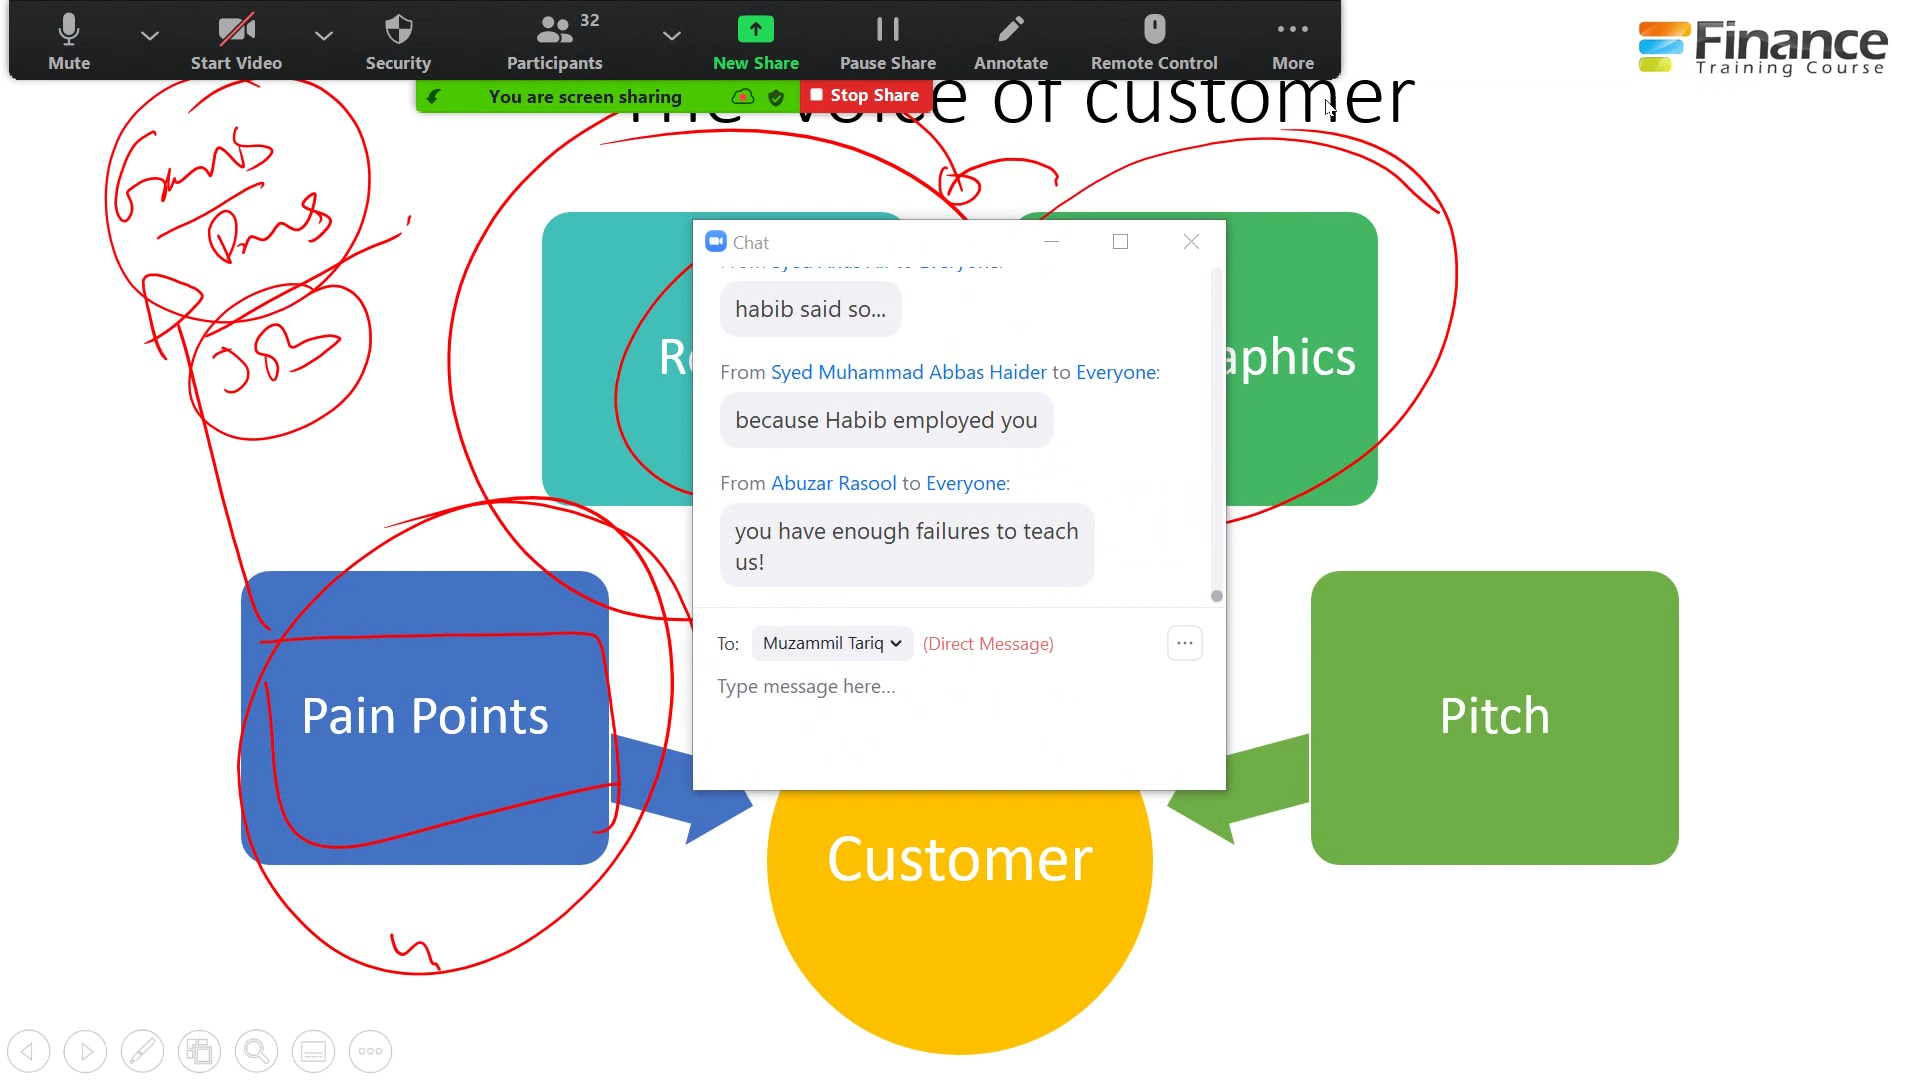 Mute
Start Video
Security
Participants
32
New Share
Pause Share
Annotate
Remote Control
More
You are screen sharing
Stop Share
Finance
Training Course
of customer
Chat
habib said so...
From Syed Muhammad Abbas Haider to Everyone:
because Habib employed you
From Abuzar Rasool to Everyone:
you have enough failures to teach
us!
To: Muzammil Tariq (Direct Message)
Type message here...
Pain Points
Pitch
Customer